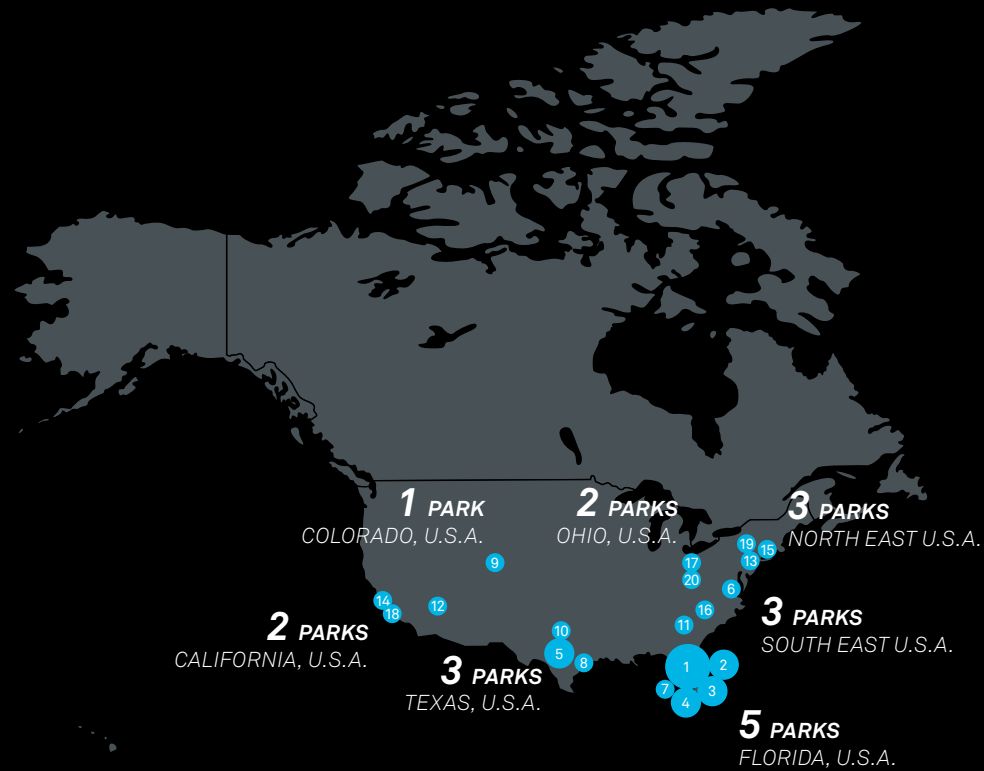 1 PARK
COLORADO, U.S.A.
2 PARKS
OHIO, U.S.A.
3 PARKS
NORTH EAST U.S.A.
19
15
13
17
9
20
6
14
12
18
16
11
2 PARKS
CALIFORNIA, U.S.A.
3 PARKS
SOUTH EAST U.S.A.
10
5
8
3 PARKS
TEXAS, U.S.A.
1
2
7
3
4
5 PARKS
FLORIDA, U.S.A.